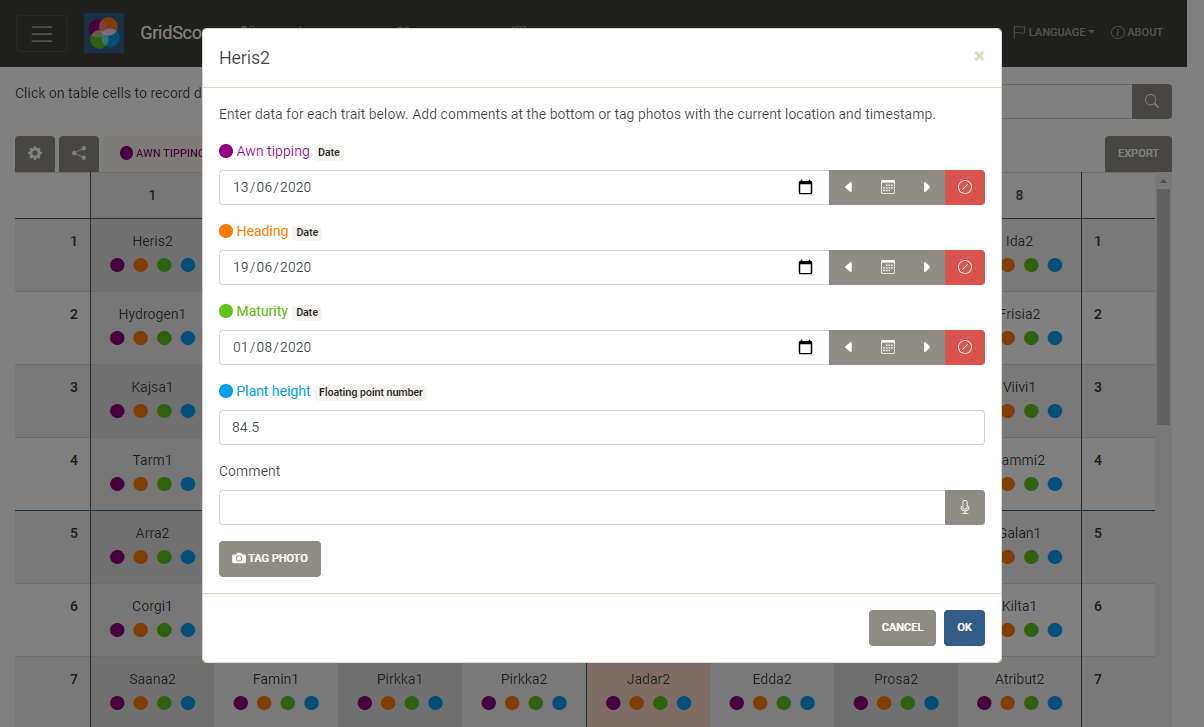 GridSco
LANGUAGE
ABOUT
Heris2
×
Click on table cells to record d
Enter data for each trait below. Add comments at the bottom or tag photos with the current location and timestamp.
AWN TIPPING
EXPORT
Awn tipping Date
13/06/2020
1 8
Heading Date
1 Heris2 Ida2 1
19/06/2020
2 Hydrogen1 Frisia2 2
Maturity Date
01/08/2020
3 Kajsa1 Viivi1 3
Plant height Floating point number
84.5
4 Tarm1 ammi2 4
Comment
5 Arra2 Galan1 5
TAG PHOTO
6 Corgi1 Kilta1 6
CANCEL OK
7 Saana2 Famin1 Pirkka1 Pirkka2 Jadar2 Edda2 Prosa2 Atribut2 7